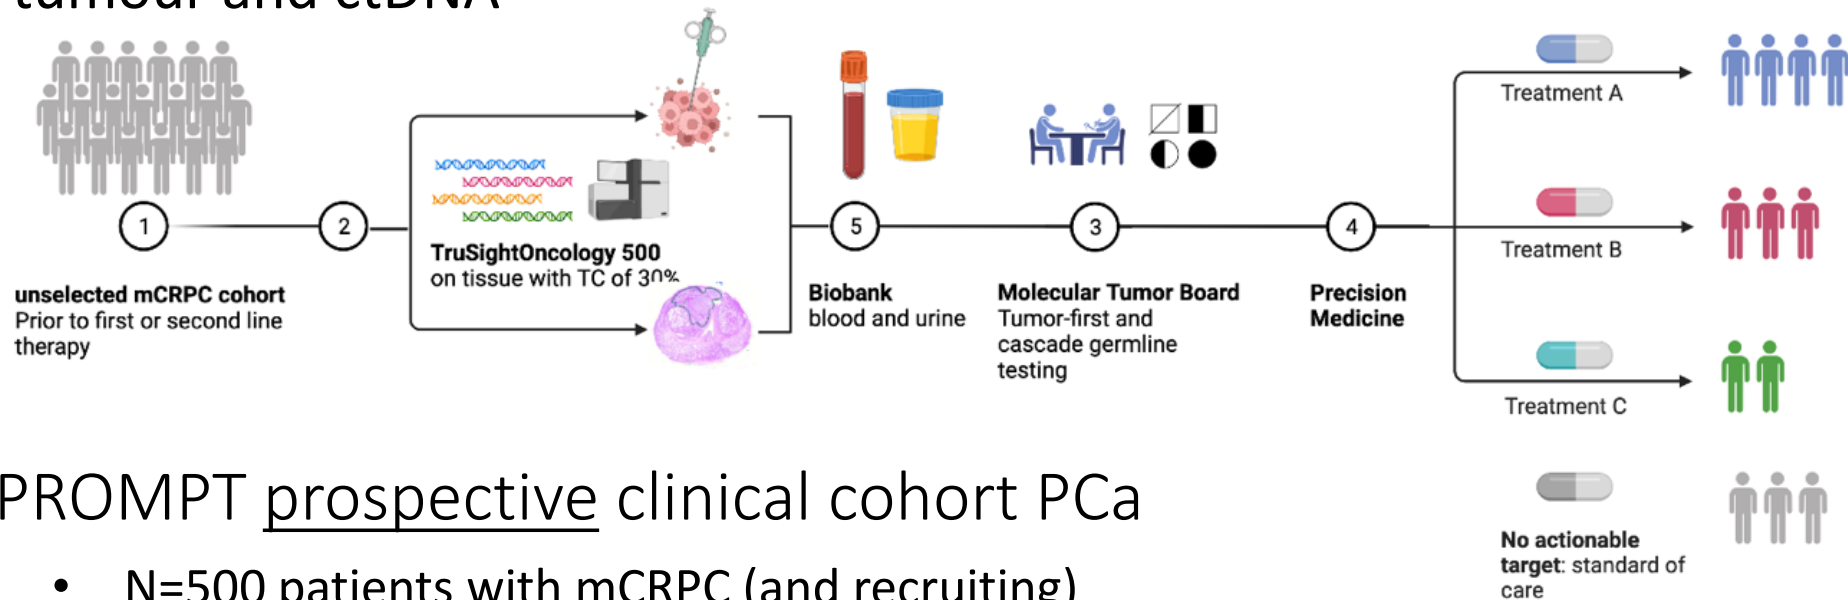 tumour and ctDNA
1
2
5
3
4
TruSightOncology 500
on tissue with TC of 30%
unselected mCRPC cohort
Prior to first or second line
therapy
Biobank
blood and urine
Molecular Tumor Board
Tumor-first and
cascade germline
testing
Precision
Medicine
Treatment A
Treatment B
Treatment C
No actionable
target: standard of
care
PROMPT prospective clinical cohort PCa
• N=500 patients with mCRPC (and recruiting)